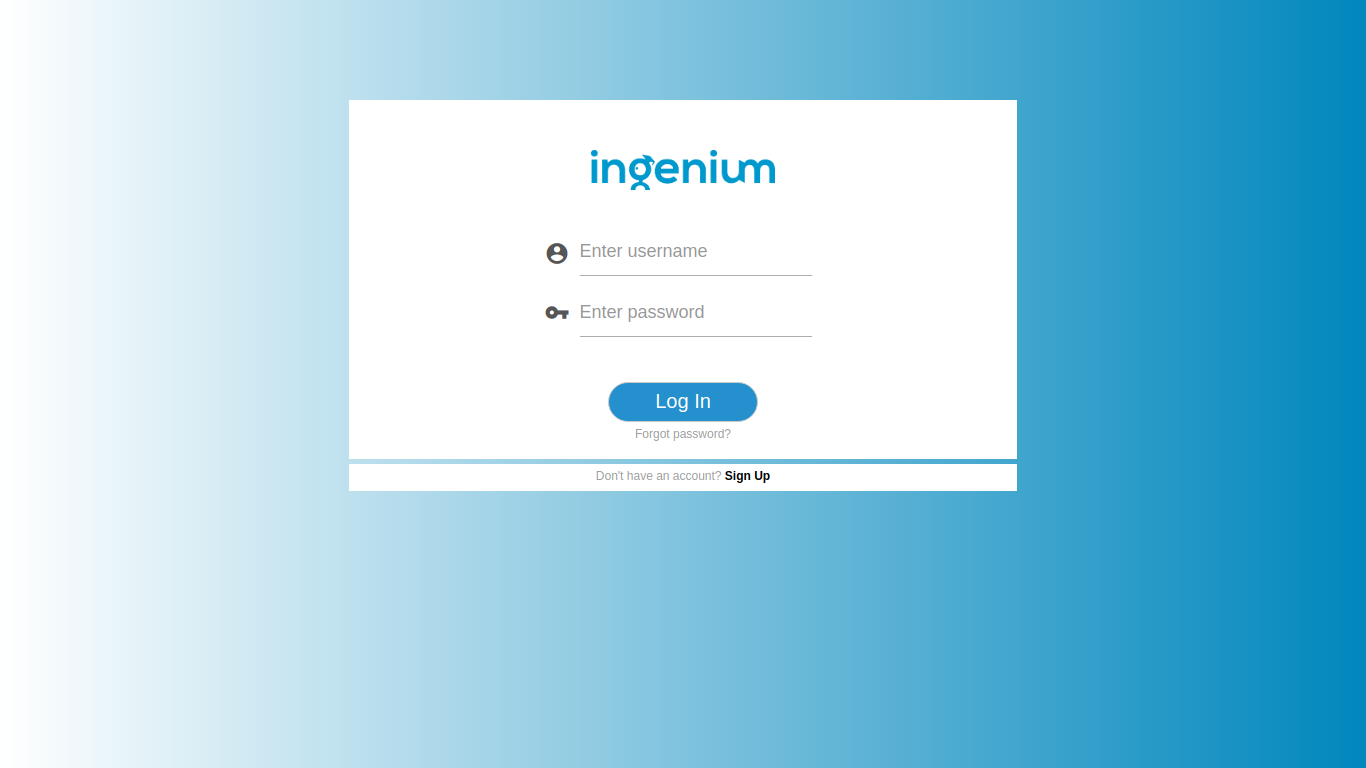 ingenium
Enter username
Enter password
Log In
Forgot password?
Don't have an account? Sign Up